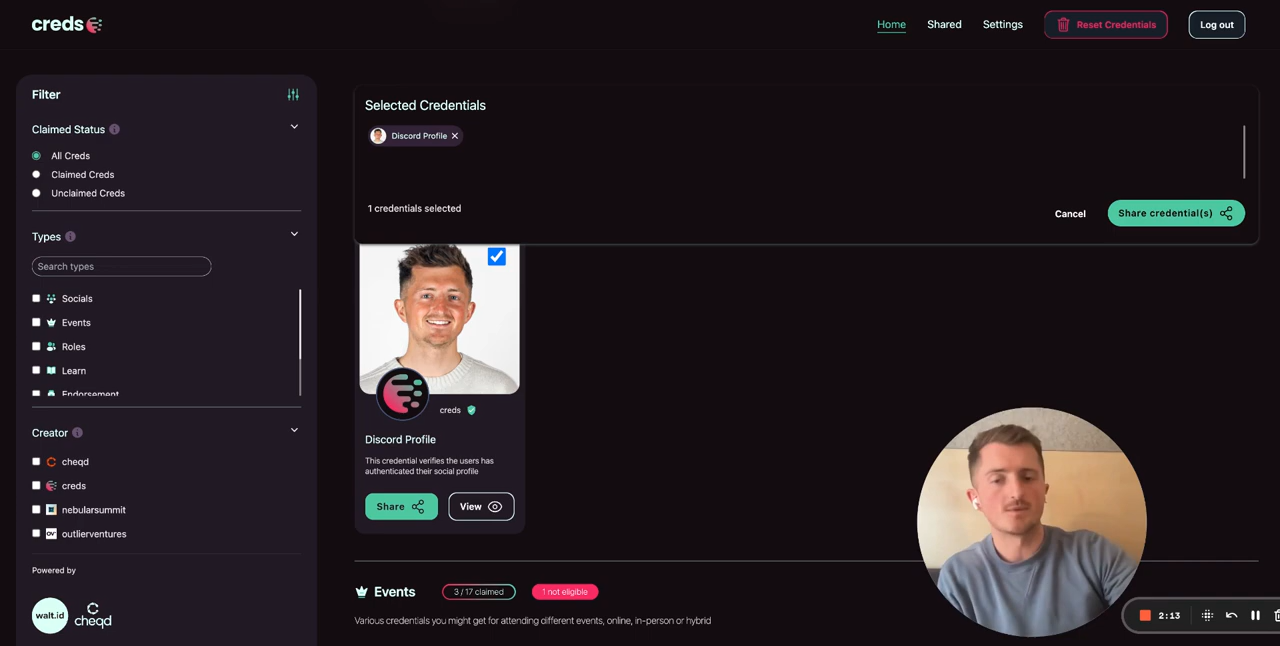 creds
Home
Shared
Settings
Reset Credentials
Log out
Filter
Claimed Status
All Creds
Claimed Creds
Unclaimed Creds
Types
Search types
Socials
Events
Roles
Learn
Endorsement
Creator
cheqd
creds
nebularsummit
outlierventures
Powered by
walt.id
cheqd
Selected Credentials
Discord Profile
1 credentials selected
Cancel
Share credential(s)
creds
Discord Profile
This credential verifies the users has
authenticated their social profile
Share
View
Events
3 / 17 claimed
1 not eligible
Various credentials you might get for attending different events, online, in-person or hybrid
2:13